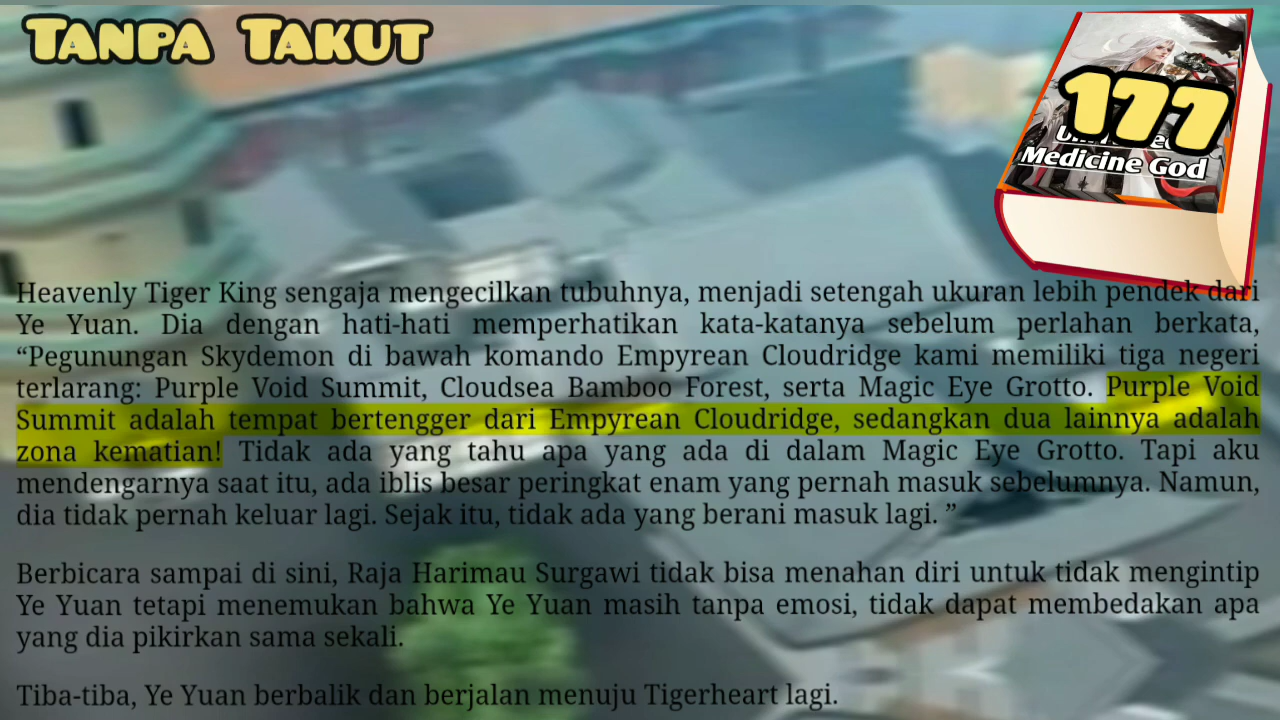 TANPA TAKUT
177
Medicine God
Heavenly Tiger King sengaja mengecilkan tubuhnya, menjadi setengah ukuran lebih pendek dari
Ye Yuan. Dia dengan hati-hati memperhatikan kata-katanya sebelum perlahan berkata,
“Pegunungan Skydemon di bawah komando Empyrean Cloudridge kami memiliki tiga negeri
terlarang: Purple Void Summit, Cloudsea Bamboo Forest, serta Magic Eye Grotto. Purple Void
Summit adalah tempat bertengger dari Empyrean Cloudridge, sedangkan dua lainnya adalah
zona kematian! Tidak ada yang tahu apa yang ada di dalam Magic Eye Grotto. Tapi aku
mendengarnya saat itu, ada iblis besar peringkat enam yang pernah masuk sebelumnya. Namun,
dia tidak pernah keluar lagi. Sejak itu, tidak ada yang berani masuk lagi. ”
Berbicara sampai di sini, Raja Harimau Surgawi tidak bisa menahan diri untuk tidak mengintip
Ye Yuan tetapi menemukan bahwa Ye Yuan masih tanpa emosi, tidak dapat membedakan apa
yang dia pikirkan sama sekali.
Tiba-tiba, Ye Yuan berbalik dan berjalan menuju Tigerheart lagi.